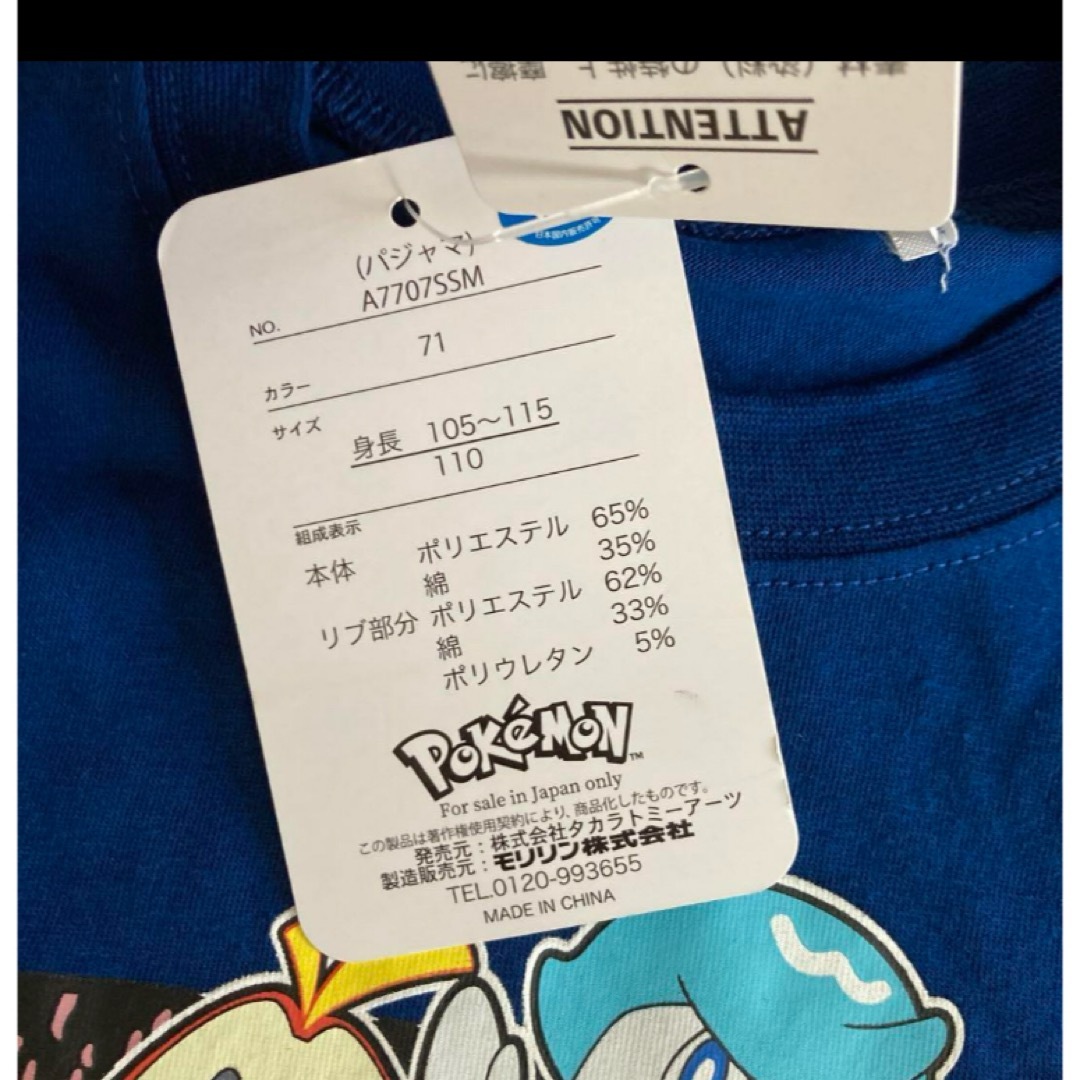 ATTENTION
(パジャマ)
NO. A7707SSM
カラー 71
サイズ
身長 105〜115
110
組成表示
本体 ポリエステル 65%
綿 35%
リブ部分 ポリエステル 62%
綿 33%
ポリウレタン 5%
POKéMON™
For sale in Japan only
この製品は著作権使用契約により、商品化したものです。
発売元：株式会社タカラトミーアーツ
製造販売元：モリリン株式会社
TEL.0120-993655
MADE IN CHINA